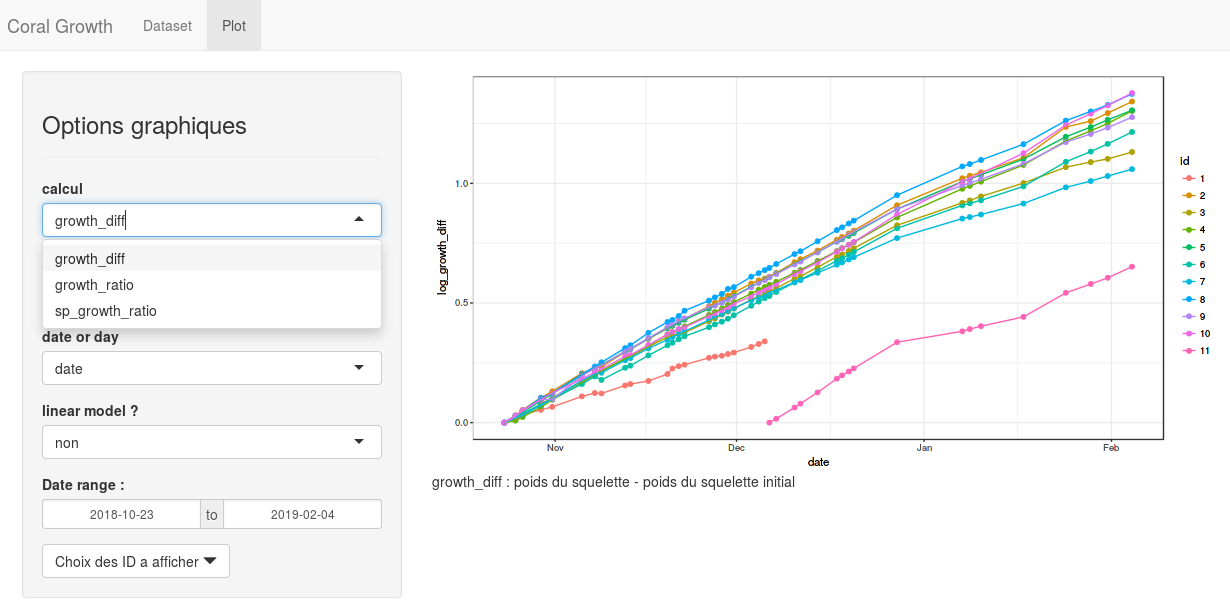 Coral Growth Dataset Plot
Options graphiques
calcul
growth_diff
growth_diff
growth_ratio
sp_growth_ratio
date or day
date
linear model ?
non
Date range :
2018-10-23 to 2019-02-04
Choix des ID a afficher
log_growth_diff
1.0
0.5
0.0
Nov Dec Jan Feb
date
growth_diff : poids du squelette - poids du squelette initial
id
1
2
3
4
5
6
7
8
9
10
11